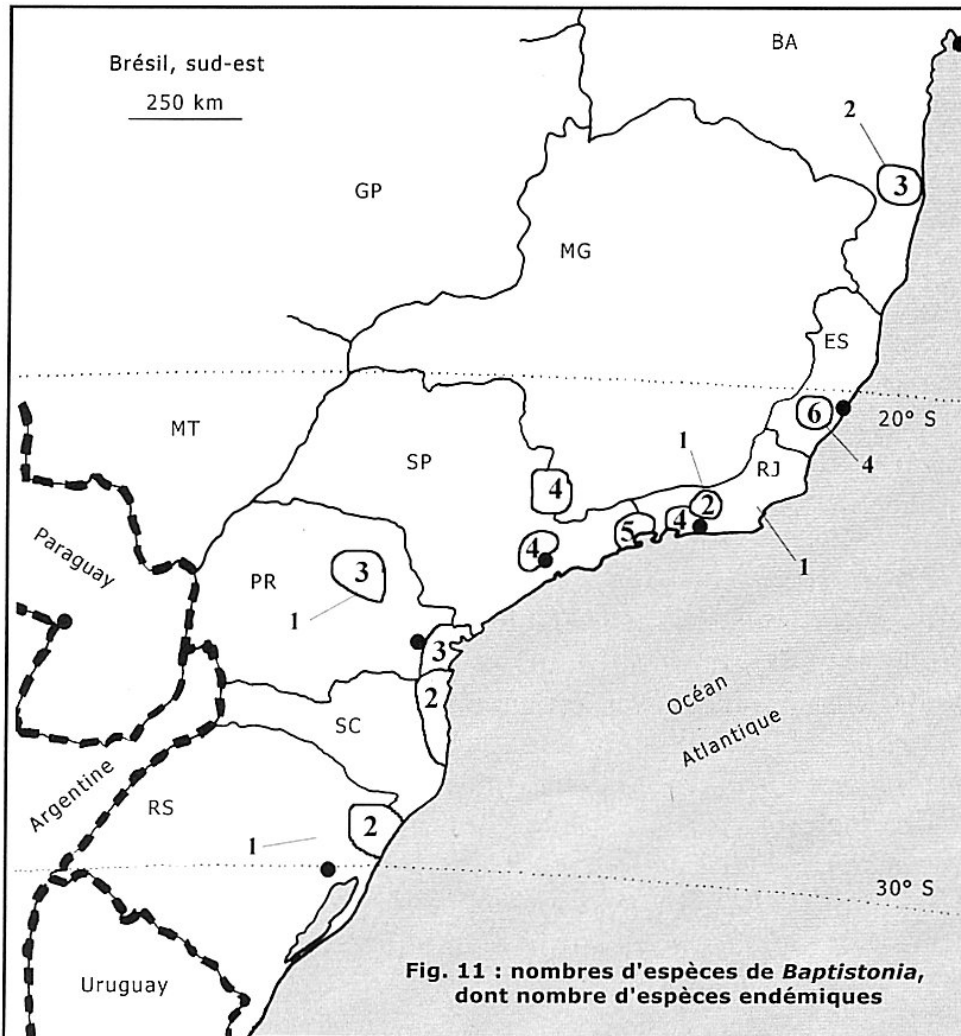 BA
Brésil, sud-est
250 km
2
3
GP
MG
ES
6
20° S
MT
SP
1
RJ
4
4
2
5
4
4
1
Paraguay
PR
3
1
3
2
Océan
Atlantique
SC
Argentine
RS
2
1
30° S
Uruguay
Fig. 11 : nombres d'espèces de Baptistonia,
dont nombre d'espèces endémiques